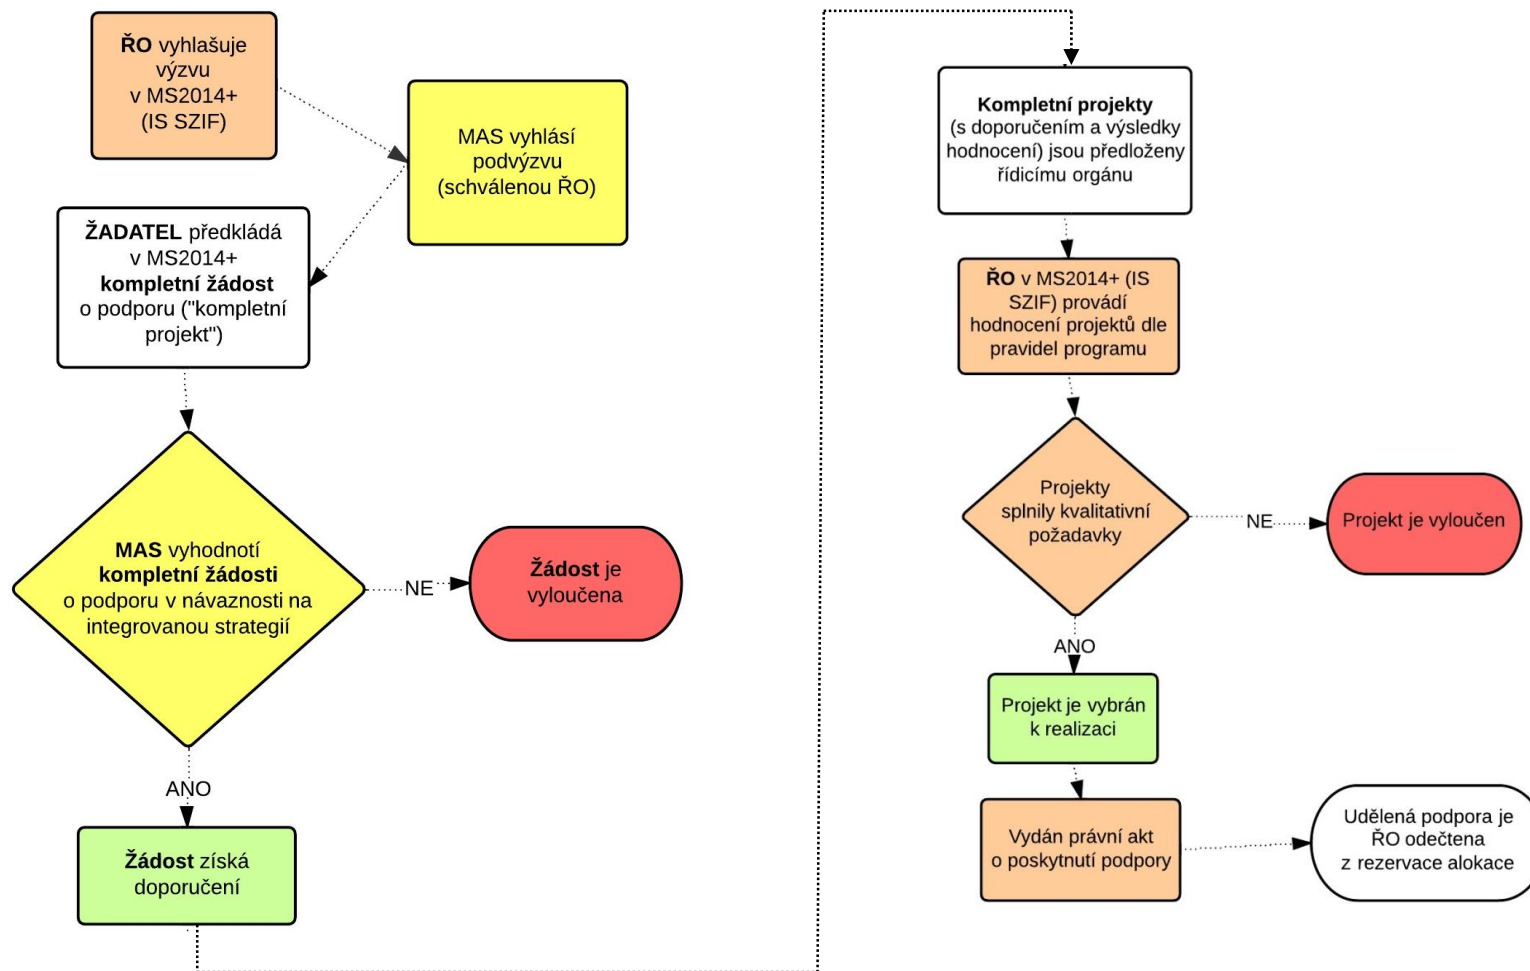 ŘO vyhlašuje
výzvu
v MS2014+
(IS SZIF)
MAS vyhlásí
podvýzvu
(schválenou ŘO)
ŽADATEL předkládá
v MS2014+
kompletní žádost
o podporu ("kompletní
projekt")
MAS vyhodnotí
kompletní žádosti
o podporu v návaznosti na
integrovanou strategií
NE
Žádost je
vyloučena
ANO
Žádost získá
doporučení
Kompletní projekty
(s doporučením a výsledky
hodnocení) jsou předloženy
řídicímu orgánu
ŘO v MS2014+ (IS
SZIF) provádí
hodnocení projektů dle
pravidel programu
Projekty
splnily kvalitativní
požadavky
NE
Projekt je vyloučen
ANO
Projekt je vybrán
k realizaci
Vydán právní akt
o poskytnutí podpory
Udělená podpora je
ŘO odečtena
z rezervace alokace